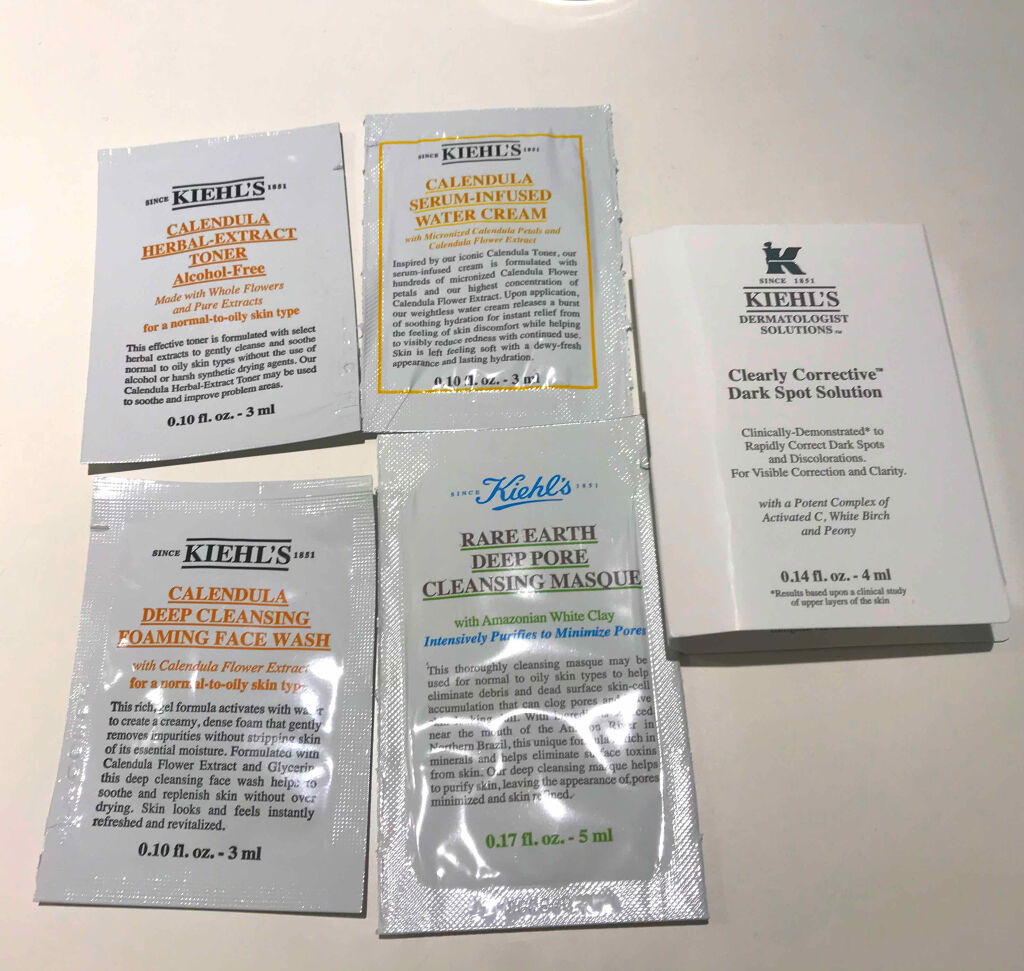 SINCE KIEHL'S 1851
CALENDULA
HERBAL-EXTRACT
TONER
Alcohol-Free
Made with Whole Flowers
and Pure Extracts
for a normal-to-oily skin type
This effective toner is formulated with select
herbal extracts to gently cleanse and soothe
normal to oily skin types without the use of
alcohol or harsh synthetic drying agents. Our
Calendula Herbal-Extract Toner may be used
to soothe and improve problem areas.
0.10 fl. oz. - 3 ml
SINCE KIEHL'S 1851
CALENDULA
SERUM-INFUSED
WATER CREAM
with Micronized Calendula Petals and
Calendula Flower Extract
Inspired by our iconic Calendula Toner, our
serum-infused cream is formulated with
hundreds of micronized Calendula Flower
petals and our highest concentration of
Calendula Flower Extract. Upon application,
our weightless water cream releases a burst
of soothing hydration for instant relief from
the feeling of skin discomfort while helping
to visibly reduce redness with continued use.
Skin is left feeling soft with a dewy-fresh
appearance and lasting hydration.
0.10 fl. oz. - 3 ml
K
SINCE 1851
KIEHL'S
DERMATOLOGIST
SOLUTIONS™
Clearly Corrective™
Dark Spot Solution
Clinically-Demonstrated* to
Rapidly Correct Dark Spots
and Discolorations.
For Visible Correction and Clarity.
with a Potent Complex of
Activated C, White Birch
and Peony
0.14 fl. oz. - 4 ml
*Results based upon a clinical study
of upper layers of the skin
SINCE KIEHL'S 1851
CALENDULA
DEEP CLEANSING
FOAMING FACE WASH
with Calendula Flower Extract
for a normal-to-oily skin type
This rich, gel formula activates with water
to create a creamy, dense foam that gently
removes impurities without stripping skin
of its essential moisture. Formulated with
Calendula Flower Extract and Glycerin
this deep cleansing face wash helps to
soothe and replenish skin without over
drying. Skin looks and feels instantly
refreshed and revitalized.
0.10 fl. oz. - 3 ml
SINCE Kiehl's 1851
RARE EARTH
DEEP PORE
CLEANSING MASQUE
with Amazonian White Clay
Intensively Purifies to Minimize Pores
This thoroughly cleansing masque may be
used for normal to oily skin types to help
eliminate debris and dead surface skin-cell
accumulation that can clog pores and
With
near the mouth of the River in
Northern Brazil, this unique rich in
minerals and helps eliminate surface toxins
from skin. Our deep cleansing masque helps
to purify skin, leaving the appearance of pores
minimized and skin refined.
0.17 fl. oz. - 5 ml